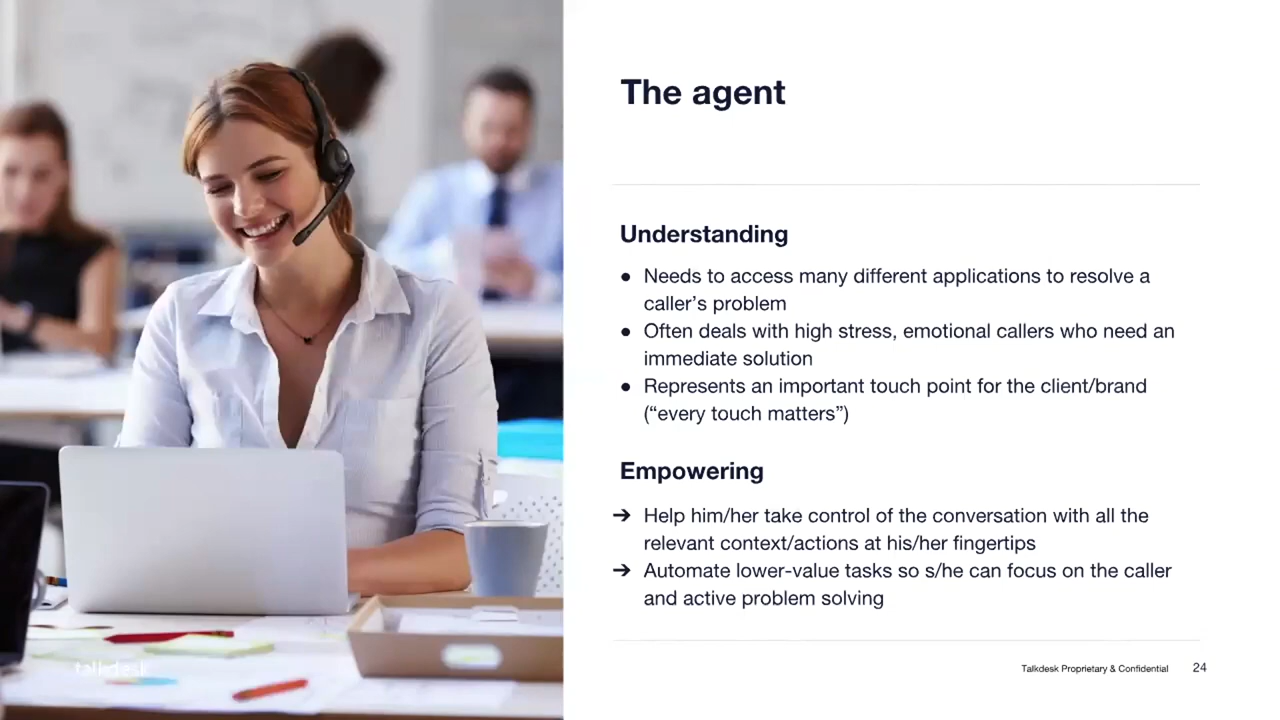 The agent
Understanding
● Needs to access many different applications to resolve a
caller's problem
● Often deals with high stress, emotional callers who need an
immediate solution
● Represents an important touch point for the client/brand
(“every touch matters”)
Empowering
➔ Help him/her take control of the conversation with all the
relevant context/actions at his/her fingertips
➔ Automate lower-value tasks so s/he can focus on the caller
and active problem solving
talkdesk
Talkdesk Proprietary & Confidential 24